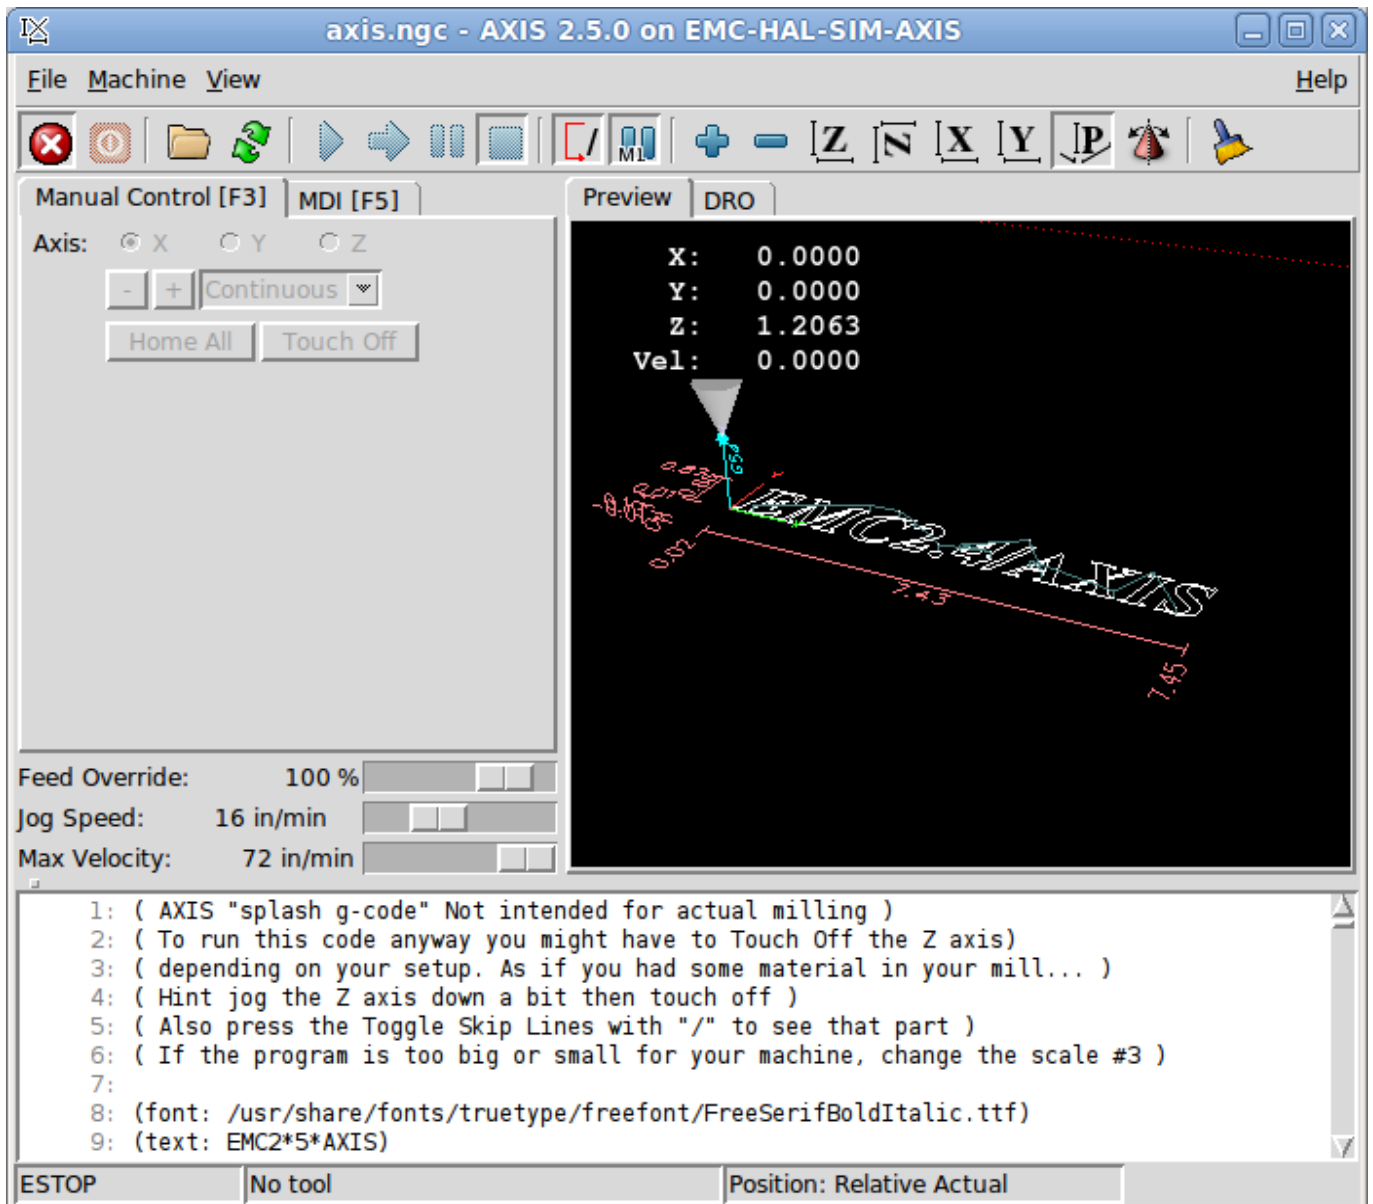 axis.ngc - AXIS 2.5.0 on EMC-HAL-SIM-AXIS
File Machine View Help
M1 Z N X Y P
Manual Control [F3] MDI [F5] Preview DRO
Axis: X Y Z
- + Continuous
Home All Touch Off
X: 0.0000
Y: 0.0000
Z: 1.2063
Vel: 0.0000
G54
EMC2.4/AXIS
0.02
7.43
7.45
Feed Override: 100 %
Jog Speed: 16 in/min
Max Velocity: 72 in/min
1: ( AXIS "splash g-code" Not intended for actual milling )
2: ( To run this code anyway you might have to Touch Off the Z axis)
3: ( depending on your setup. As if you had some material in your mill... )
4: ( Hint jog the Z axis down a bit then touch off )
5: ( Also press the Toggle Skip Lines with "/" to see that part )
6: ( If the program is too big or small for your machine, change the scale #3 )
7:
8: (font: /usr/share/fonts/truetype/freefont/FreeSerifBoldItalic.ttf)
9: (text: EMC2*5*AXIS)
ESTOP No tool Position: Relative Actual